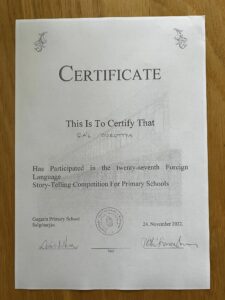 CERTIFICATE
This Is To Certify That
Has Participated in the twenty-seventh Foreign
Language
Story-Telling Competition For Primary Schools
Gagarin Primary School
Salgótarján
24. November 2022.